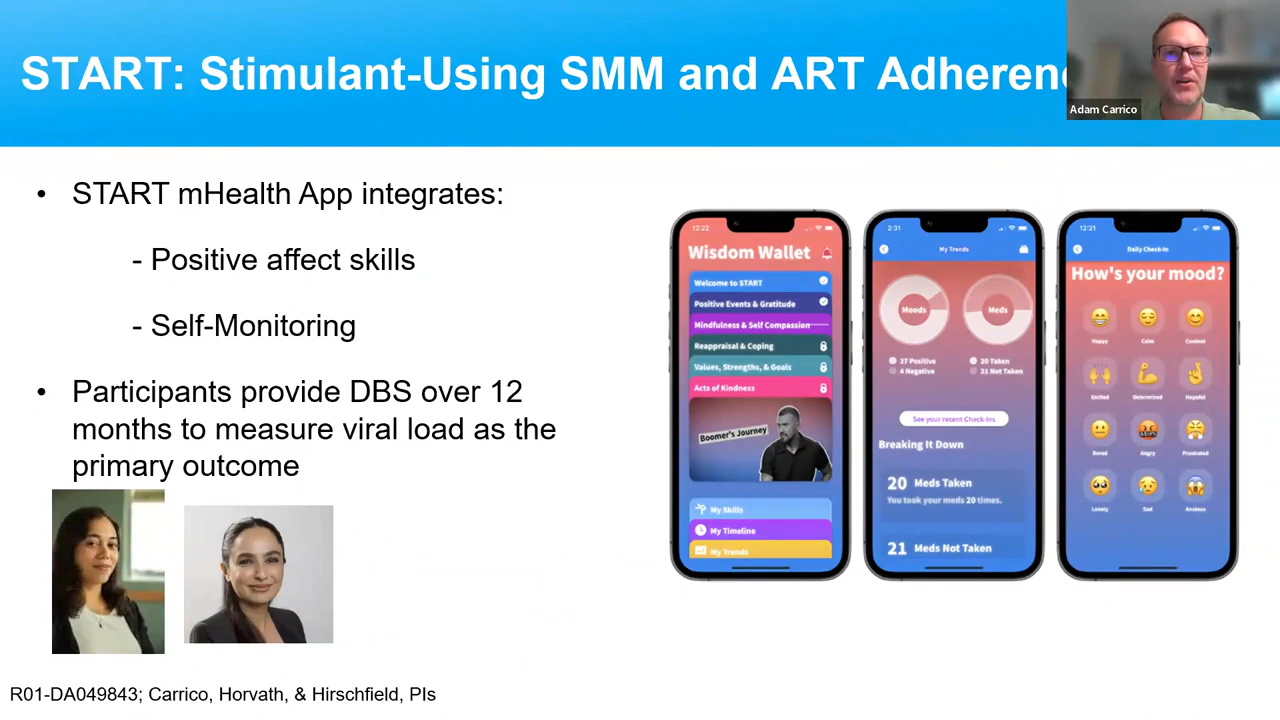 START: Stimulant-Using SMM and ART Adheren
Adam Carrico
• START mHealth App integrates:
- Positive affect skills
- Self-Monitoring
• Participants provide DBS over 12
months to measure viral load as the
primary outcome
12:22
Wisdom Wallet
Welcome to START
Positive Events & Gratitude
Mindfulness & Self Compassion
Reappraisal & Coping
Values, Strengths, & Goals
Acts of Kindness
Boomer's Journey
My Skills
My Timeline
My Trends
2:31
My Trends
Moods
Meds
37 Positive
4 Negative
20 Taken
21 Not Taken
See your recent Check-Ins
Breaking It Down
20 Meds Taken
You took your meds 20 times.
21 Meds Not Taken
12:21
Daily Check-In
How's your mood?
Happy
Calm
Content
Excited
Determined
Hopeful
Bored
Angry
Frustrated
Lonely
Sad
Anxious
R01-DA049843; Carrico, Horvath, & Hirschfield, PIs